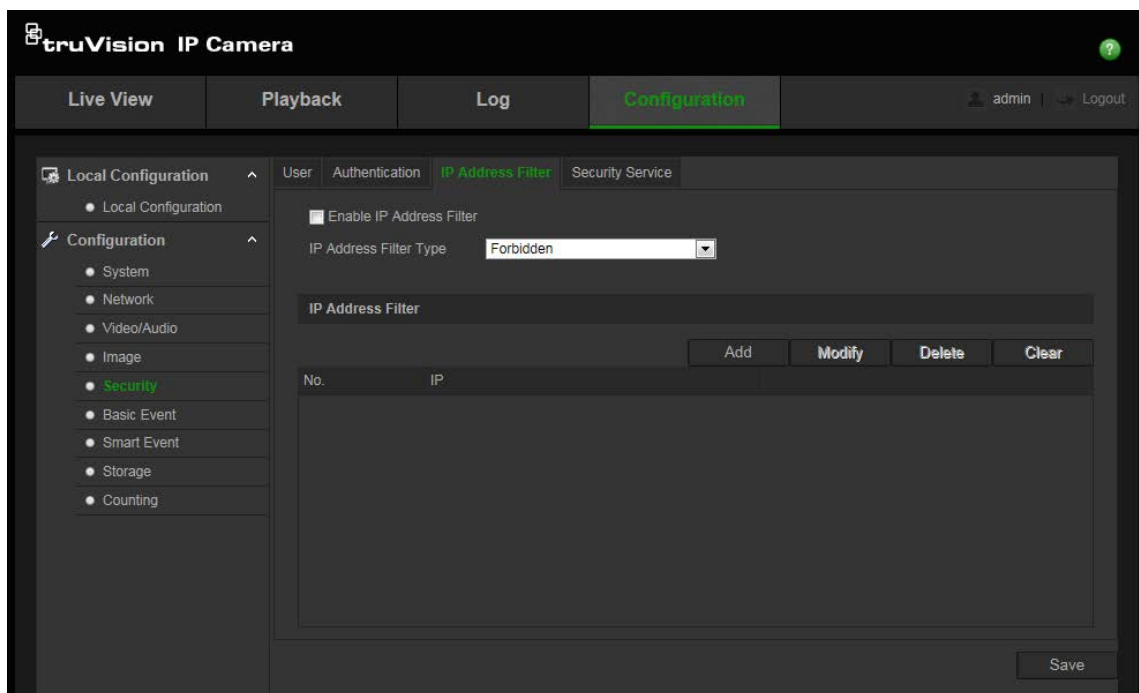 truVision IP Camera
?
Live View Playback Log Configuration admin | Logout
Local Configuration
Local Configuration
Configuration
System
Network
Video/Audio
Image
Security
Basic Event
Smart Event
Storage
Counting
User Authentication IP Address Filter Security Service
Enable IP Address Filter
IP Address Filter Type Forbidden
IP Address Filter
Add Modify Delete Clear
No. IP
Save